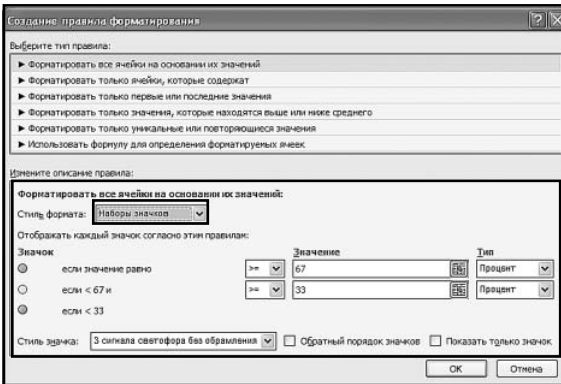 Создание правила форматирования
Выберите тип правила:
► Форматировать все ячейки на основании их значений
► Форматировать только ячейки, которые содержат
► Форматировать только первые или последние значения
► Форматировать только значения, которые находятся выше или ниже среднего
► Форматировать только уникальные или повторяющиеся значения
► Использовать формулу для определения форматируемых ячеек
Измените описание правила:
Форматировать все ячейки на основании их значений:
Стиль формата: Наборы значков
Отображать каждый значок согласно этим правилам:
Значок Значение Тип
если значение равно >= 67 Процент
если < 67 и >= 33 Процент
если < 33
Стиль значка: 3 сигнала светофора без обрамления Обратный порядок значков Показать только значок
ОК Отмена